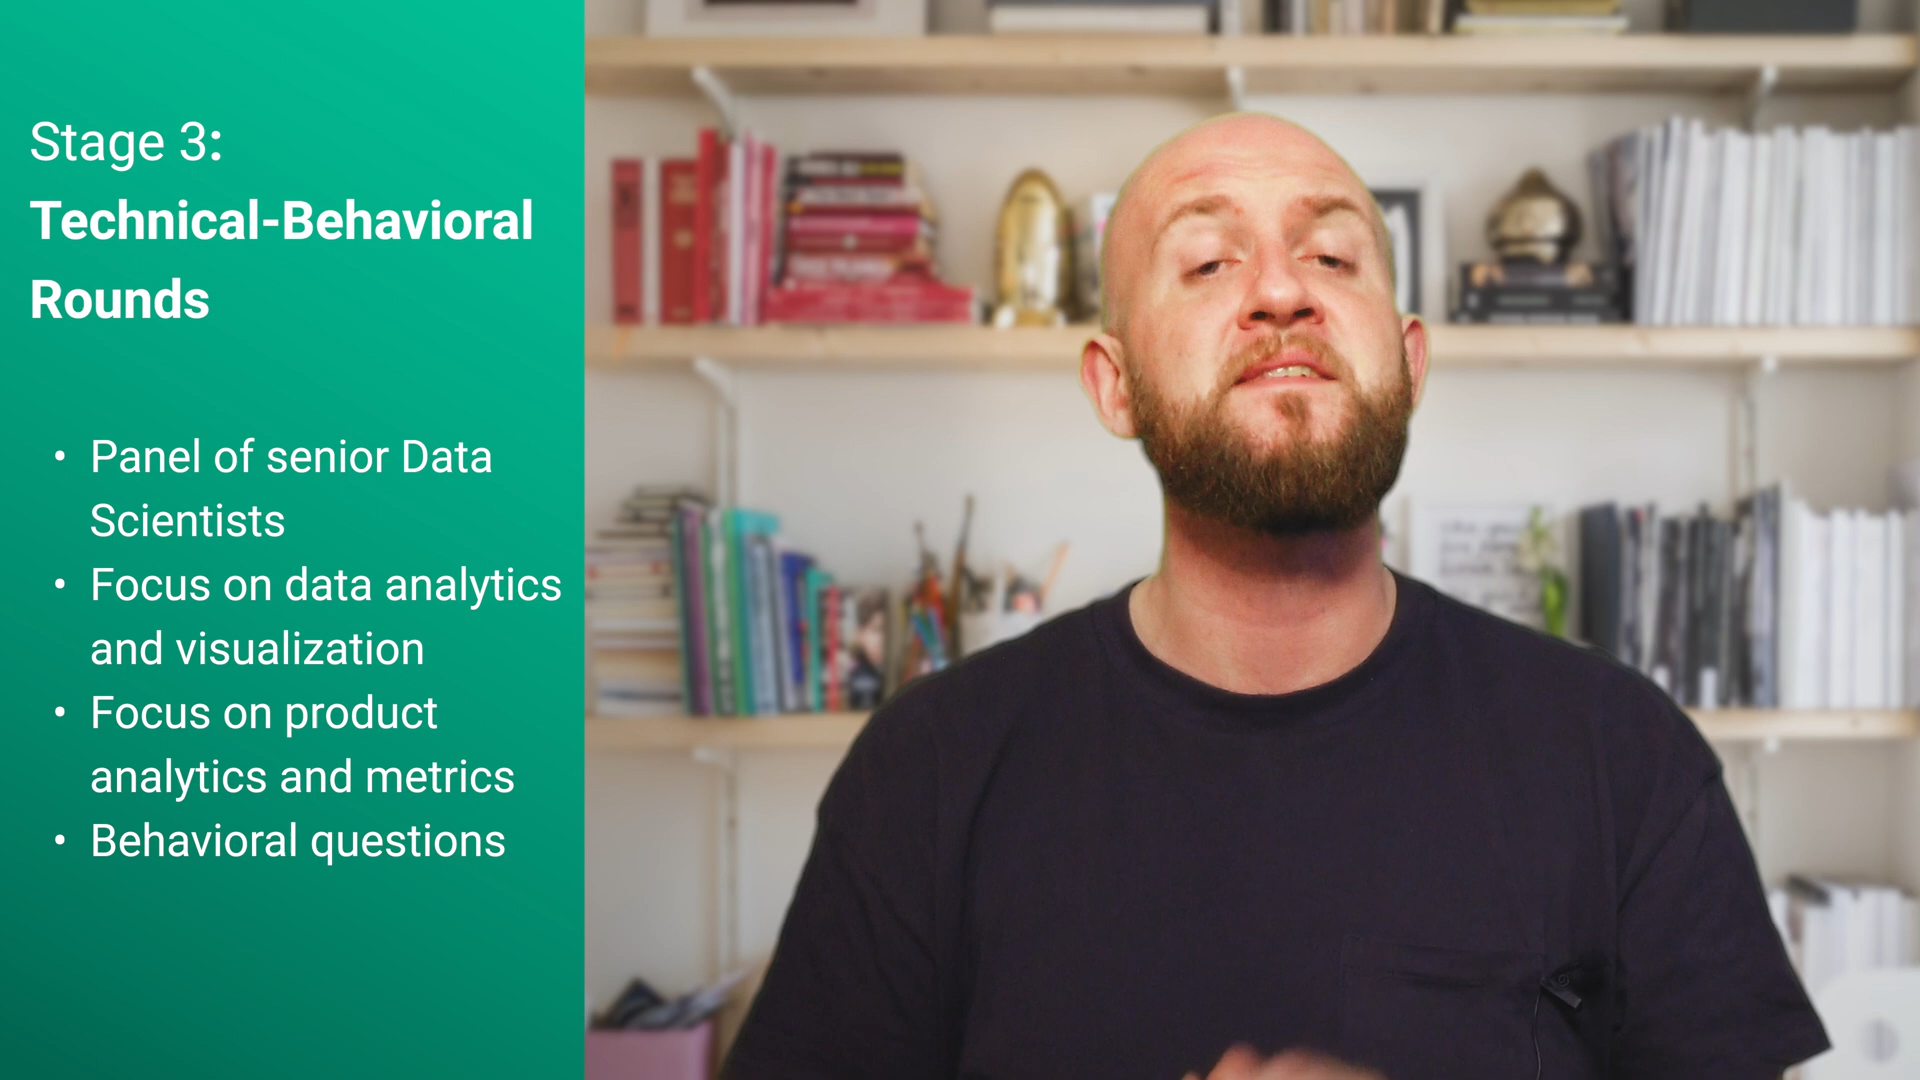 Stage 3:
Technical-Behavioral
Rounds
• Panel of senior Data
Scientists
• Focus on data analytics
and visualization
• Focus on product
analytics and metrics
• Behavioral questions